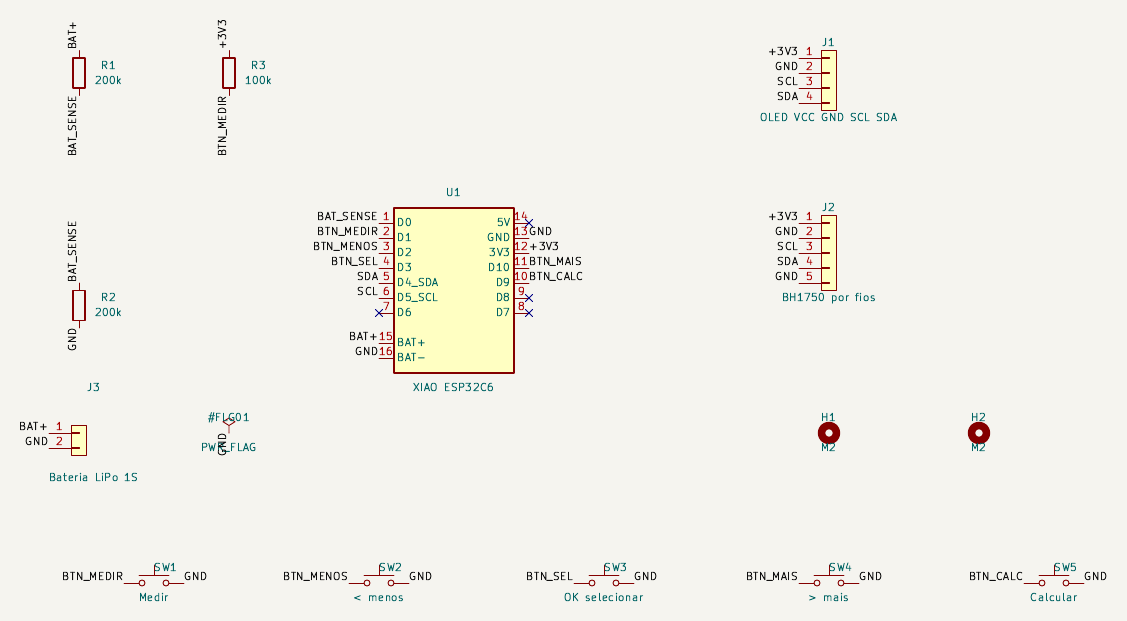 BAT+
R1
200k
BAT_SENSE
+3V3
R3
100k
BTN_MEDIR
J1
+3V3 1
GND 2
SCL 3
SDA 4
OLED VCC GND SCL SDA
U1
BAT_SENSE 1 D0
BTN_MEDIR 2 D1
BTN_MENOS 3 D2
BTN_SEL 4 D3
SDA 5 D4_SDA
SCL 6 D5_SCL
7 D6
BAT+ 15 BAT+
GND 16 BAT−
5V 14
GND 13 GND
3V3 12 +3V3
D10 11 BTN_MAIS
D9 10 BTN_CALC
D8 9
D7 8
XIAO ESP32C6
J2
+3V3 1
GND 2
SCL 3
SDA 4
GND 5
BH1750 por fios
BAT_SENSE
R2
200k
GND
J3
BAT+ 1
GND 2
Bateria LiPo 1S
#FLG01
GND
PWR_FLAG
H1
M2
H2
M2
BTN_MEDIR SW1 GND
Medir
BTN_MENOS SW2 GND
< menos
BTN_SEL SW3 GND
OK selecionar
BTN_MAIS SW4 GND
> mais
BTN_CALC SW5 GND
Calcular